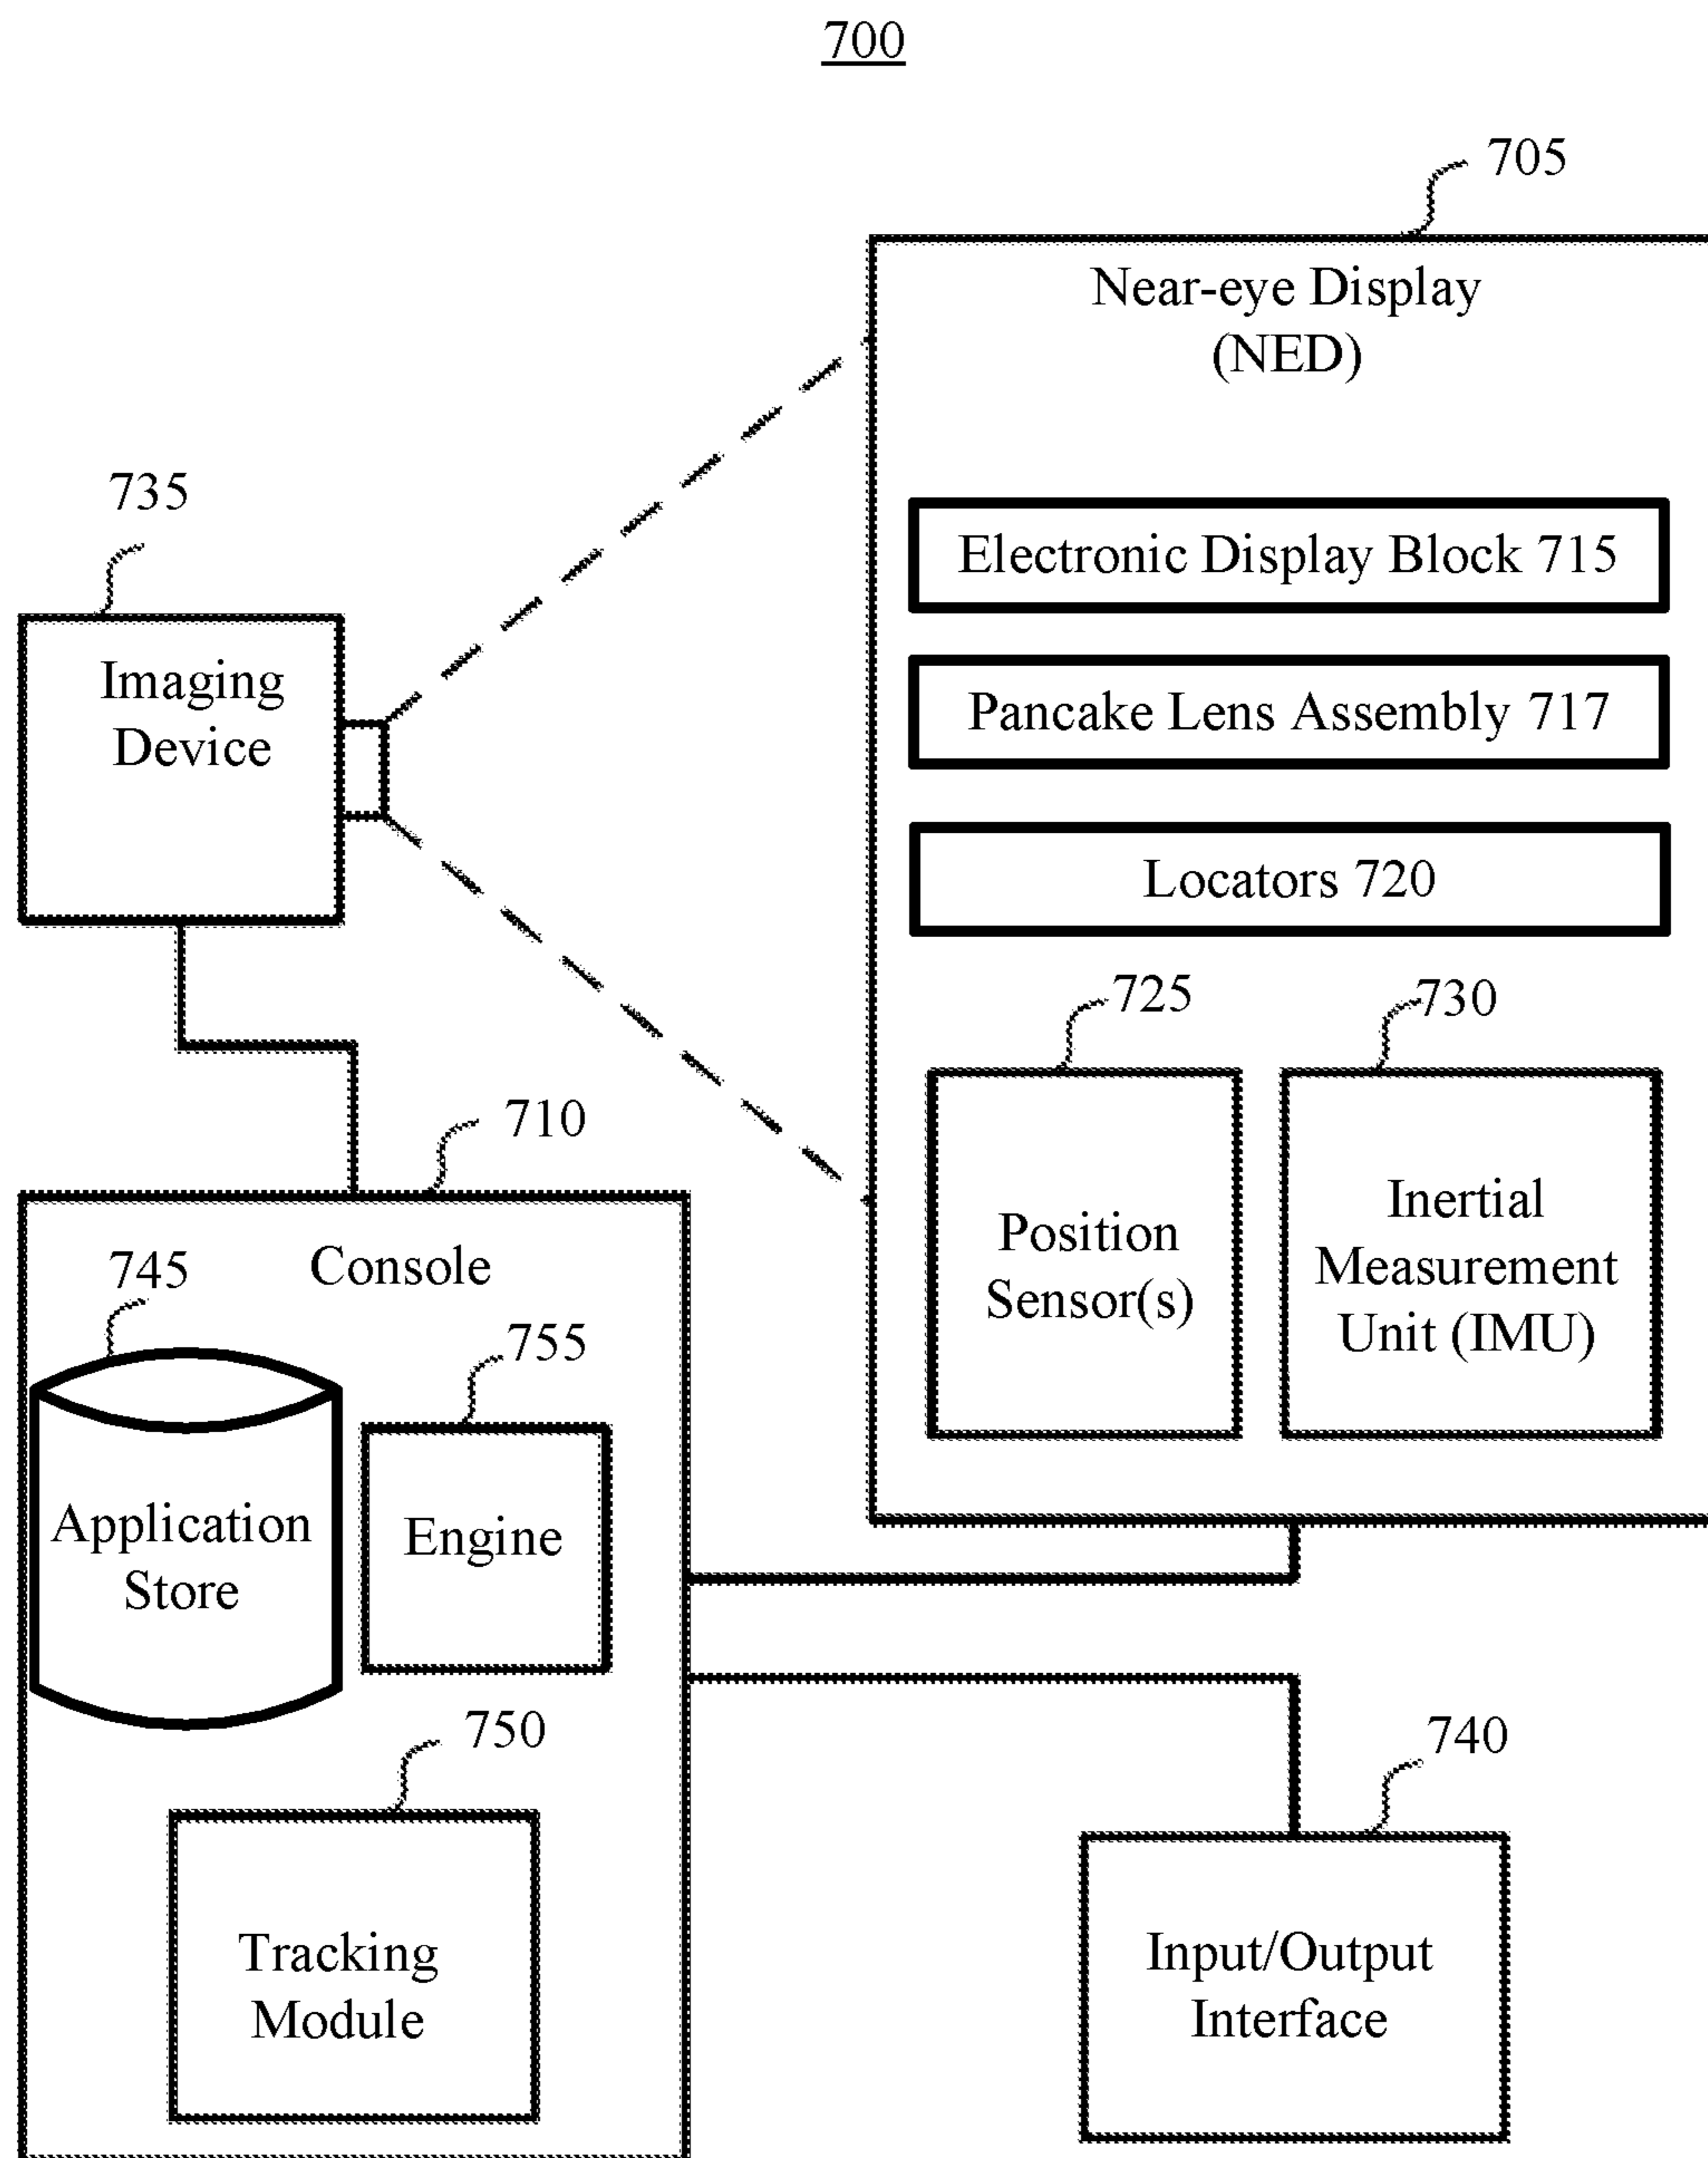 700
705
Near-eye Display
(NED)
Electronic Display Block 715
Pancake Lens Assembly 717
Locators 720
725
Position
Sensor(s)
730
Inertial
Measurement
Unit (IMU)
735
Imaging
Device
710
Console
745
Application
Store
755
Engine
750
Tracking
Module
740
Input/Output
Interface